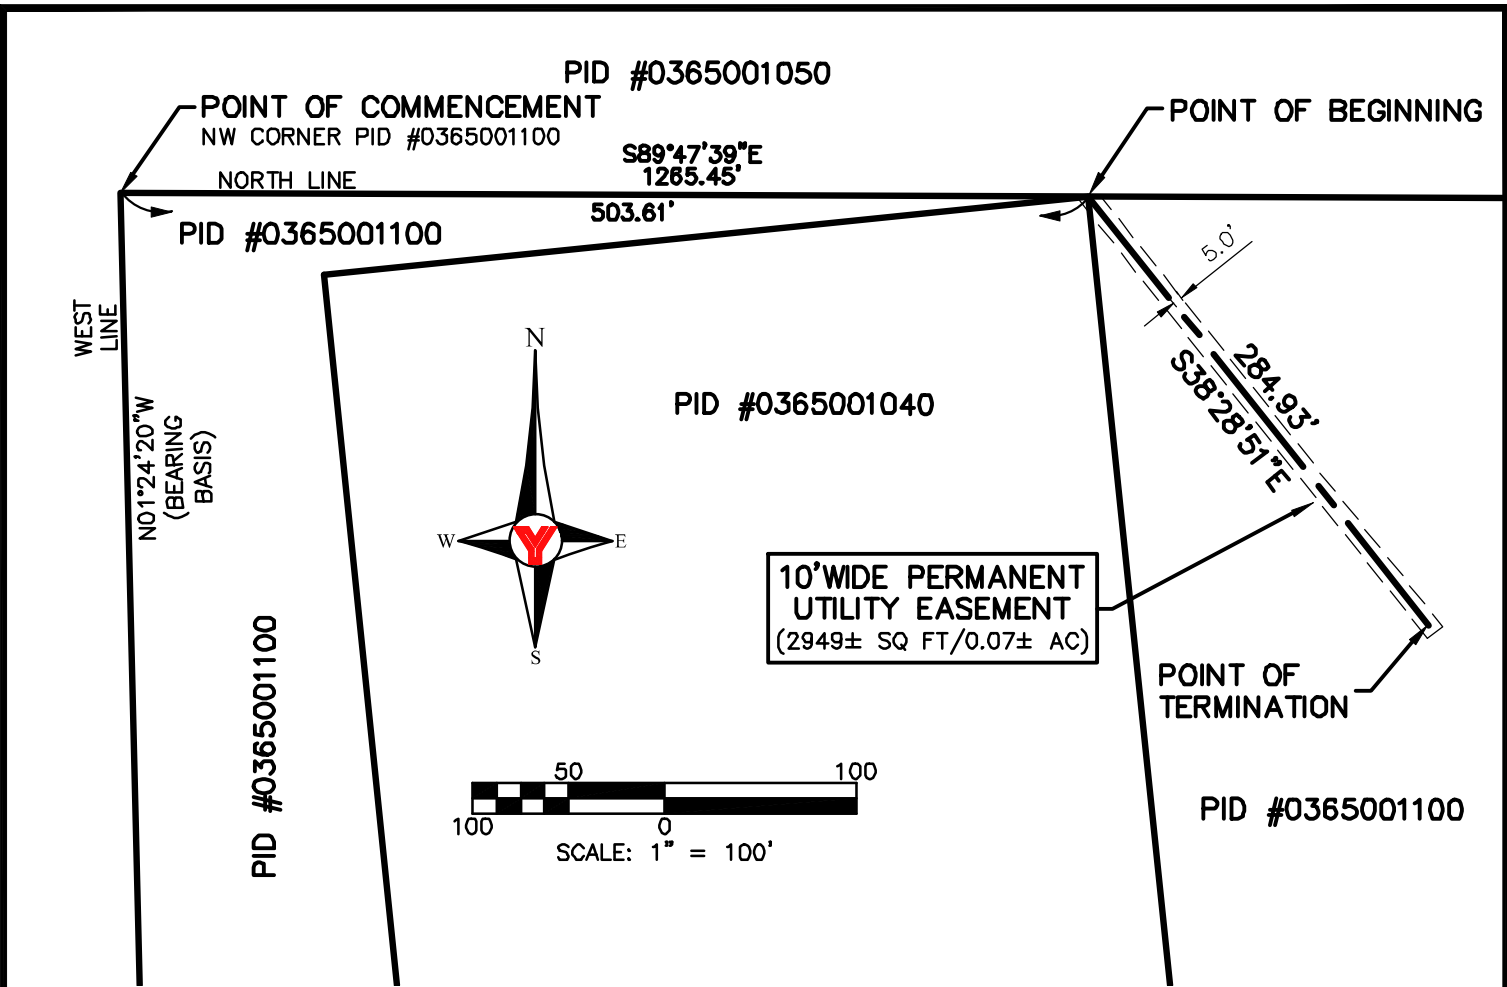 PID #0365001050
POINT OF COMMENCEMENT
NW CORNER PID #0365001100
POINT OF BEGINNING
S89°47'39"E
1265.45'
NORTH LINE
503.61'
PID #0365001100
5.0'
WEST
LINE
N
284.93'
S38°28'51"E
PID #0365001040
N01°24'20"W
(BEARING
BASIS)
W
Y
E
S
10'WIDE PERMANENT
UTILITY EASEMENT
(2949± SQ FT/0.07± AC)
PID #0365001100
POINT OF
TERMINATION
50
100
100
0
SCALE: 1" = 100'
PID #0365001100